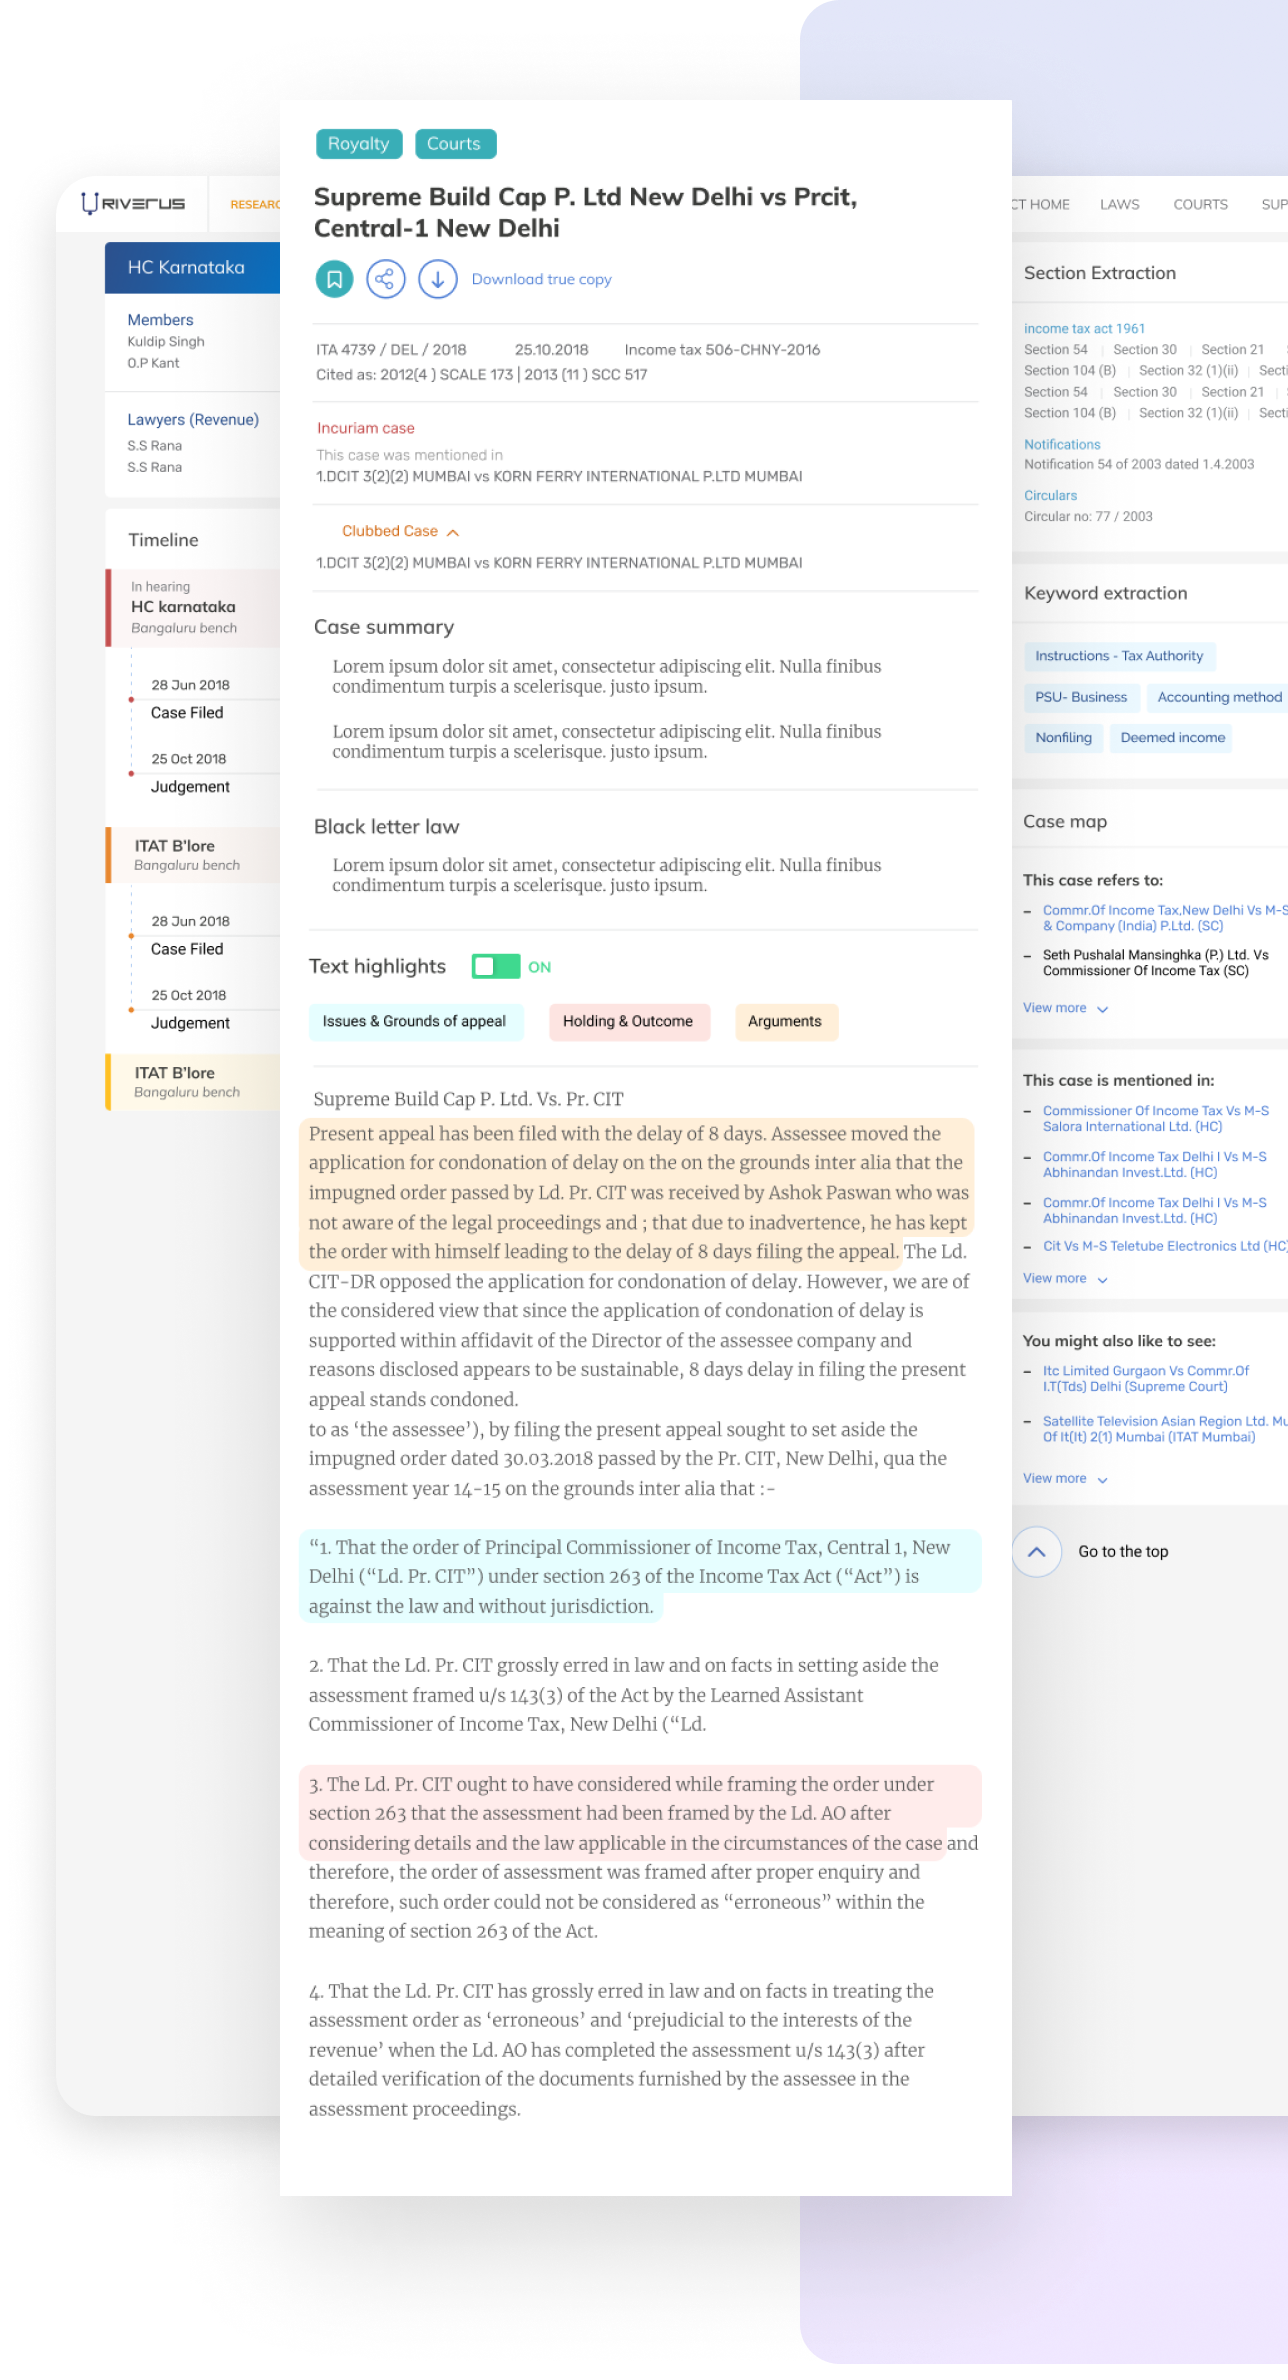 Royalty
Courts
Supreme Build Cap P. Ltd New Delhi vs Prcit,
Central-1 New Delhi
Download true copy
ITA 4739 / DEL / 2018 25.10.2018 Income tax 506-CHNY-2016
Cited as: 2012(4 ) SCALE 173 | 2013 (11 ) SCC 517
Incuriam case
This case was mentioned in
1.DCIT 3(2)(2) MUMBAI vs KORN FERRY INTERNATIONAL P.LTD MUMBAI
Clubbed Case
1.DCIT 3(2)(2) MUMBAI vs KORN FERRY INTERNATIONAL P.LTD MUMBAI
Case summary
Lorem ipsum dolor sit amet, consectetur adipiscing elit. Nulla finibus
condimentum turpis a scelerisque. justo ipsum.
Lorem ipsum dolor sit amet, consectetur adipiscing elit. Nulla finibus
condimentum turpis a scelerisque. justo ipsum.
Black letter law
Lorem ipsum dolor sit amet, consectetur adipiscing elit. Nulla finibus
condimentum turpis a scelerisque. justo ipsum.
Text highlights ON
Issues & Grounds of appeal
Holding & Outcome
Arguments
Supreme Build Cap P. Ltd. Vs. Pr. CIT
Present appeal has been filed with the delay of 8 days. Assessee moved the
application for condonation of delay on the on the grounds inter alia that the
impugned order passed by Ld. Pr. CIT was received by Ashok Paswan who was
not aware of the legal proceedings and ; that due to inadvertence, he has kept
the order with himself leading to the delay of 8 days filing the appeal. The Ld.
CIT-DR opposed the application for condonation of delay. However, we are of
the considered view that since the application of condonation of delay is
supported within affidavit of the Director of the assessee company and
reasons disclosed appears to be sustainable, 8 days delay in filing the present
appeal stands condoned.
to as ‘the assessee’), by filing the present appeal sought to set aside the
impugned order dated 30.03.2018 passed by the Pr. CIT, New Delhi, qua the
assessment year 14-15 on the grounds inter alia that :-
“1. That the order of Principal Commissioner of Income Tax, Central 1, New
Delhi (“Ld. Pr. CIT”) under section 263 of the Income Tax Act (“Act”) is
against the law and without jurisdiction.
2. That the Ld. Pr. CIT grossly erred in law and on facts in setting aside the
assessment framed u/s 143(3) of the Act by the Learned Assistant
Commissioner of Income Tax, New Delhi (“Ld.
3. The Ld. Pr. CIT ought to have considered while framing the order under
section 263 that the assessment had been framed by the Ld. AO after
considering details and the law applicable in the circumstances of the case and
therefore, the order of assessment was framed after proper enquiry and
therefore, such order could not be considered as “erroneous” within the
meaning of section 263 of the Act.
4. That the Ld. Pr. CIT has grossly erred in law and on facts in treating the
assessment order as ‘erroneous’ and ‘prejudicial to the interests of the
revenue’ when the Ld. AO has completed the assessment u/s 143(3) after
detailed verification of the documents furnished by the assessee in the
assessment proceedings.
RIVERUS
RESEARC
HC Karnataka
Members
Kuldip Singh
O.P Kant
Lawyers (Revenue)
S.S Rana
S.S Rana
Timeline
In hearing
HC karnataka
Bangaluru bench
28 Jun 2018
Case Filed
25 Oct 2018
Judgement
ITAT B’lore
Bangaluru bench
28 Jun 2018
Case Filed
25 Oct 2018
Judgement
ITAT B’lore
Bangaluru bench
CT HOME LAWS COURTS SUP
Section Extraction
income tax act 1961
Section 54 | Section 30 | Section 21
Section 104 (B) | Section 32 (1)(ii) | Secti
Section 54 | Section 30 | Section 21 |
Section 104 (B) | Section 32 (1)(ii) | Secti
Notifications
Notification 54 of 2003 dated 1.4.2003
Circulars
Circular no: 77 / 2003
Keyword extraction
Instructions - Tax Authority
PSU- Business Accounting method
Nonfiling Deemed income
Case map
This case refers to:
– Commr.Of Income Tax,New Delhi Vs M-S
& Company (India) P.Ltd. (SC)
– Seth Pushalal Mansinghka (P.) Ltd. Vs
Commissioner Of Income Tax (SC)
View more
This case is mentioned in:
– Commissioner Of Income Tax Vs M-S
Salora International Ltd. (HC)
– Commr.Of Income Tax Delhi I Vs M-S
Abhinandan Invest.Ltd. (HC)
– Commr.Of Income Tax Delhi I Vs M-S
Abhinandan Invest.Ltd. (HC)
– Cit Vs M-S Teletube Electronics Ltd (HC)
View more
You might also like to see:
– Itc Limited Gurgaon Vs Commr.Of
I.T(Tds) Delhi (Supreme Court)
– Satellite Television Asian Region Ltd. Mu
Of It(It) 2(1) Mumbai (ITAT Mumbai)
View more
Go to the top